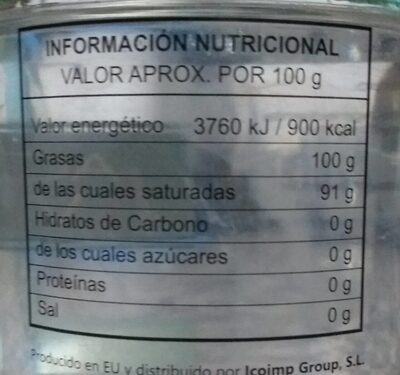 INFORMACIÓN NUTRICIONAL
VALOR APROX. POR 100 g
Valor energético 3760 kJ / 900 kcal
Grasas 100 g
de las cuales saturadas 91 g
Hidratos de Carbono 0 g
de los cuales azúcares 0 g
Proteínas 0 g
Sal 0 g
Producido en EU y distribuido por Icoimp Group, S.L.